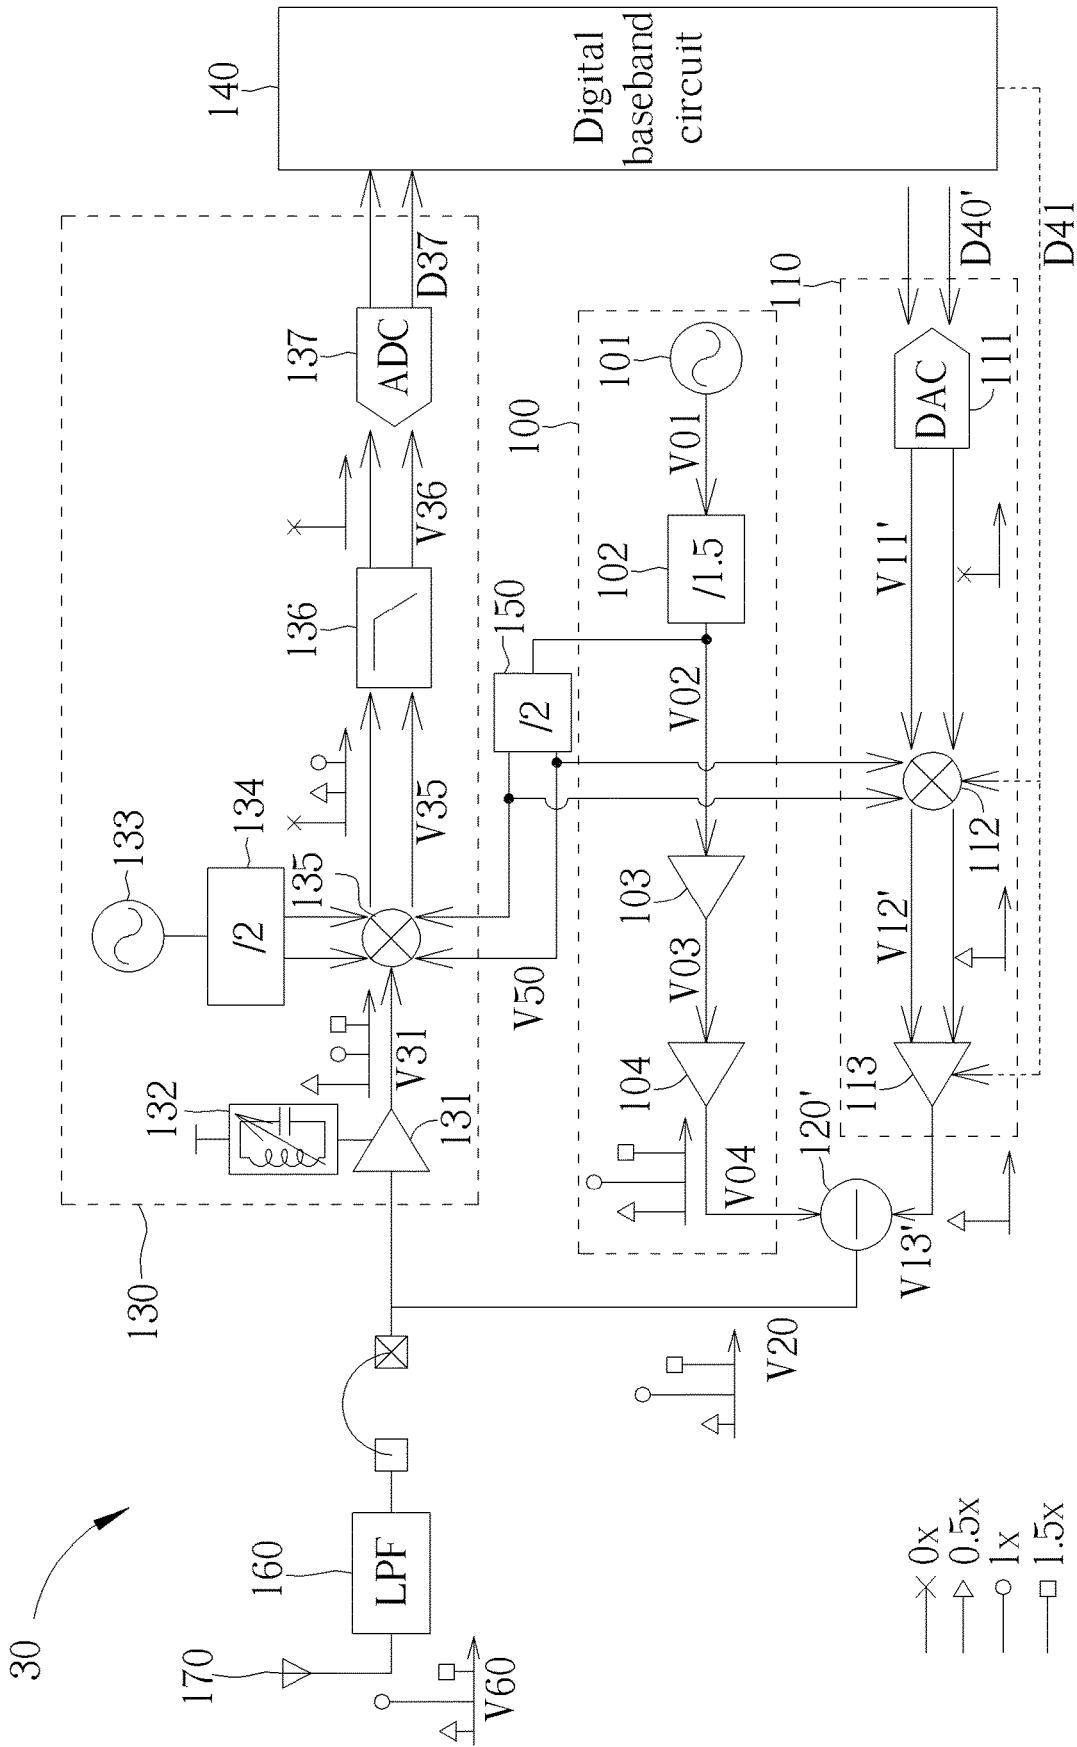 30
170
160
LPF
V60
130
132
131
V31
133
134
/2
135
V35
136
V36
137
ADC
D37
140
Digital
baseband
circuit
V50
150
/2
100
101
V01
102
/1.5
V02
103
V03
104
V04
V20
120'
V13'
110
113
V12'
112
V11'
DAC
111
D40'
D41
0x
0.5x
1x
1.5x